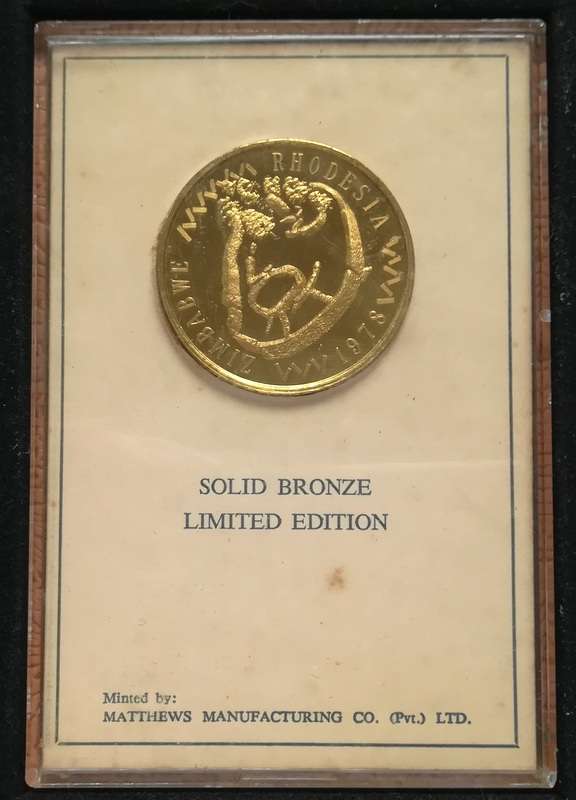 ZIMBABWE RHODESIA 1978
SOLID BRONZE
LIMITED EDITION
Minted by:
MATTHEWS MANUFACTURING CO. (Pvt.) LTD.